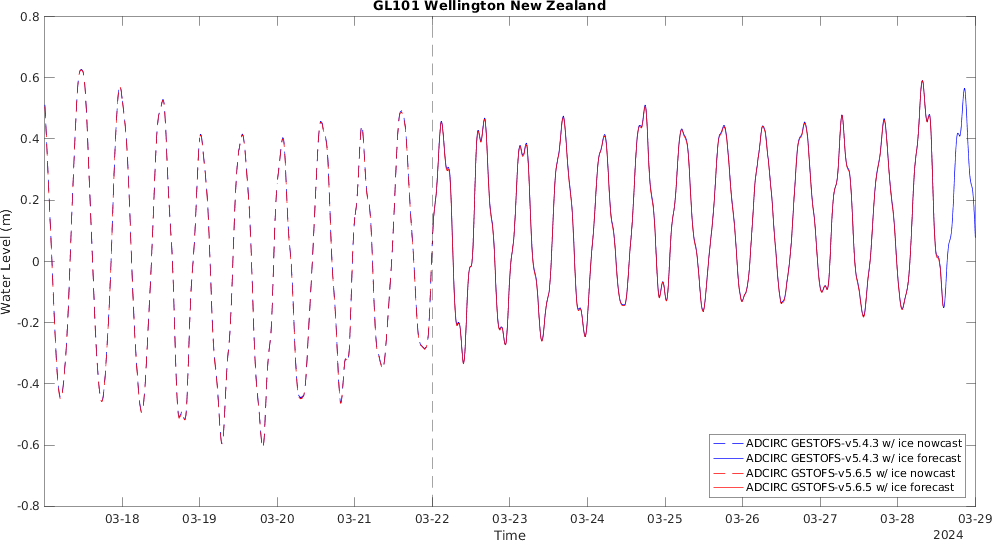 GL101 Wellington New Zealand
0.8
0.6
0.4
0.2
0
-0.2
-0.4
-0.6
-0.8
Water Level (m)
03-18 03-19 03-20 03-21 03-22 03-23 03-24 03-25 03-26 03-27 03-28 03-29
Time
2024
ADCIRC GESTOFS-v5.4.3 w/ ice nowcast
ADCIRC GESTOFS-v5.4.3 w/ ice forecast
ADCIRC GSTOFS-v5.6.5 w/ ice nowcast
ADCIRC GSTOFS-v5.6.5 w/ ice forecast